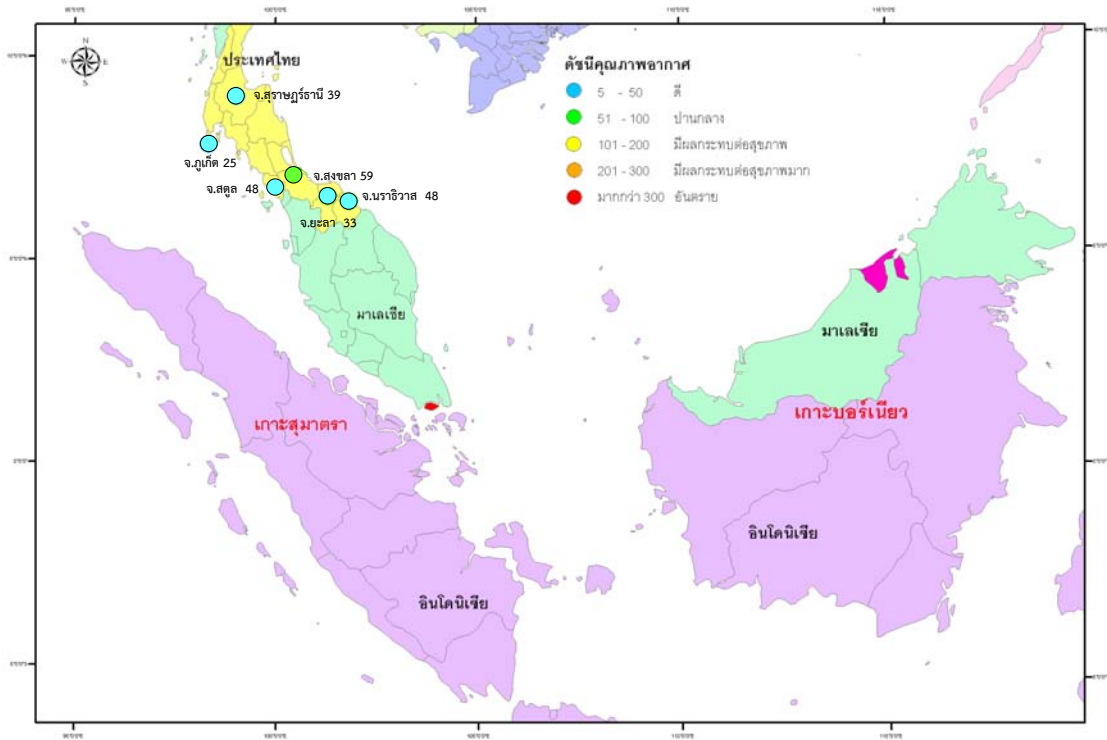 N
W
E
S
ประเทศไทย
จ.สุราษฎร์ธานี 39
จ.ภูเก็ต 25
จ.สงขลา 59
จ.สตูล 48
จ.นราธิวาส 48
จ.ยะลา 33
ดัชนีคุณภาพอากาศ
5 - 50 ดี
51 - 100 ปานกลาง
101 - 200 มีผลกระทบต่อสุขภาพ
201 - 300 มีผลกระทบต่อสุขภาพมาก
มากกว่า 300 อันตราย
มาเลเซีย
มาเลเซีย
เกาะสุมาตรา
เกาะบอร์เนียว
อินโดนิเซีย
อินโดนิเซีย